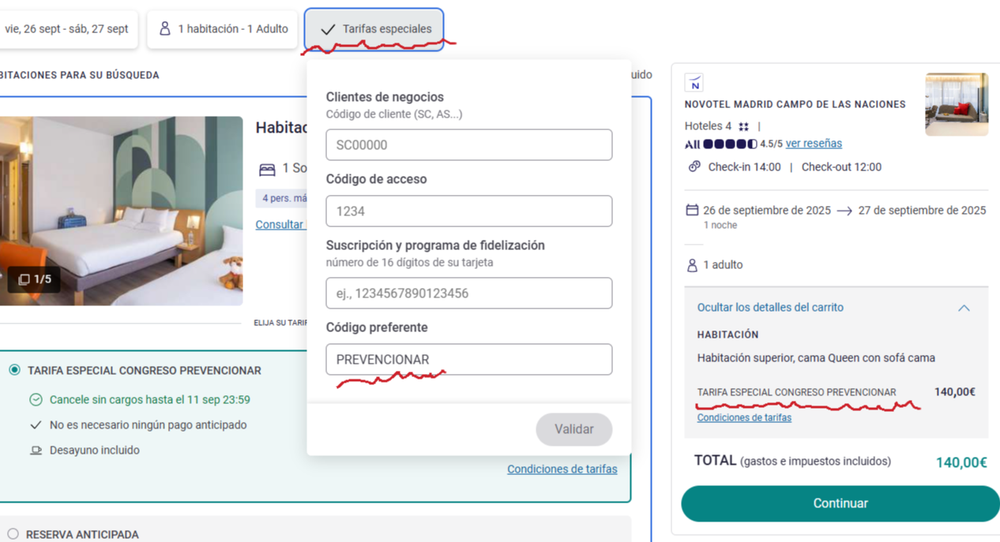 vie, 26 sept - sáb, 27 sept
1 habitación - 1 Adulto
Tarifas especiales
BITACIONES PARA SU BÚSQUEDA
uido
Habitac
1 So
4 pers. má
Consultar
1/5
ELIJA SU TARIF
Clientes de negocios
Código de cliente (SC, AS...)
SC00000
Código de acceso
1234
Suscripción y programa de fidelización
número de 16 dígitos de su tarjeta
ej., 1234567890123456
Código preferente
PREVENCIONAR
Validar
TARIFA ESPECIAL CONGRESO PREVENCIONAR
Cancele sin cargos hasta el 11 sep 23:59
No es necesario ningún pago anticipado
Desayuno incluido
Condiciones de tarifas
RESERVA ANTICIPADA
N
NOVOTEL MADRID CAMPO DE LAS NACIONES
Hoteles 4 |
All 4.5/5 ver reseñas
Check-in 14:00 | Check-out 12:00
26 de septiembre de 2025 → 27 de septiembre de 2025
1 noche
1 adulto
Ocultar los detalles del carrito
HABITACIÓN
Habitación superior, cama Queen con sofá cama
TARIFA ESPECIAL CONGRESO PREVENCIONAR 140,00€
Condiciones de tarifas
TOTAL (gastos e impuestos incluidos) 140,00€
Continuar